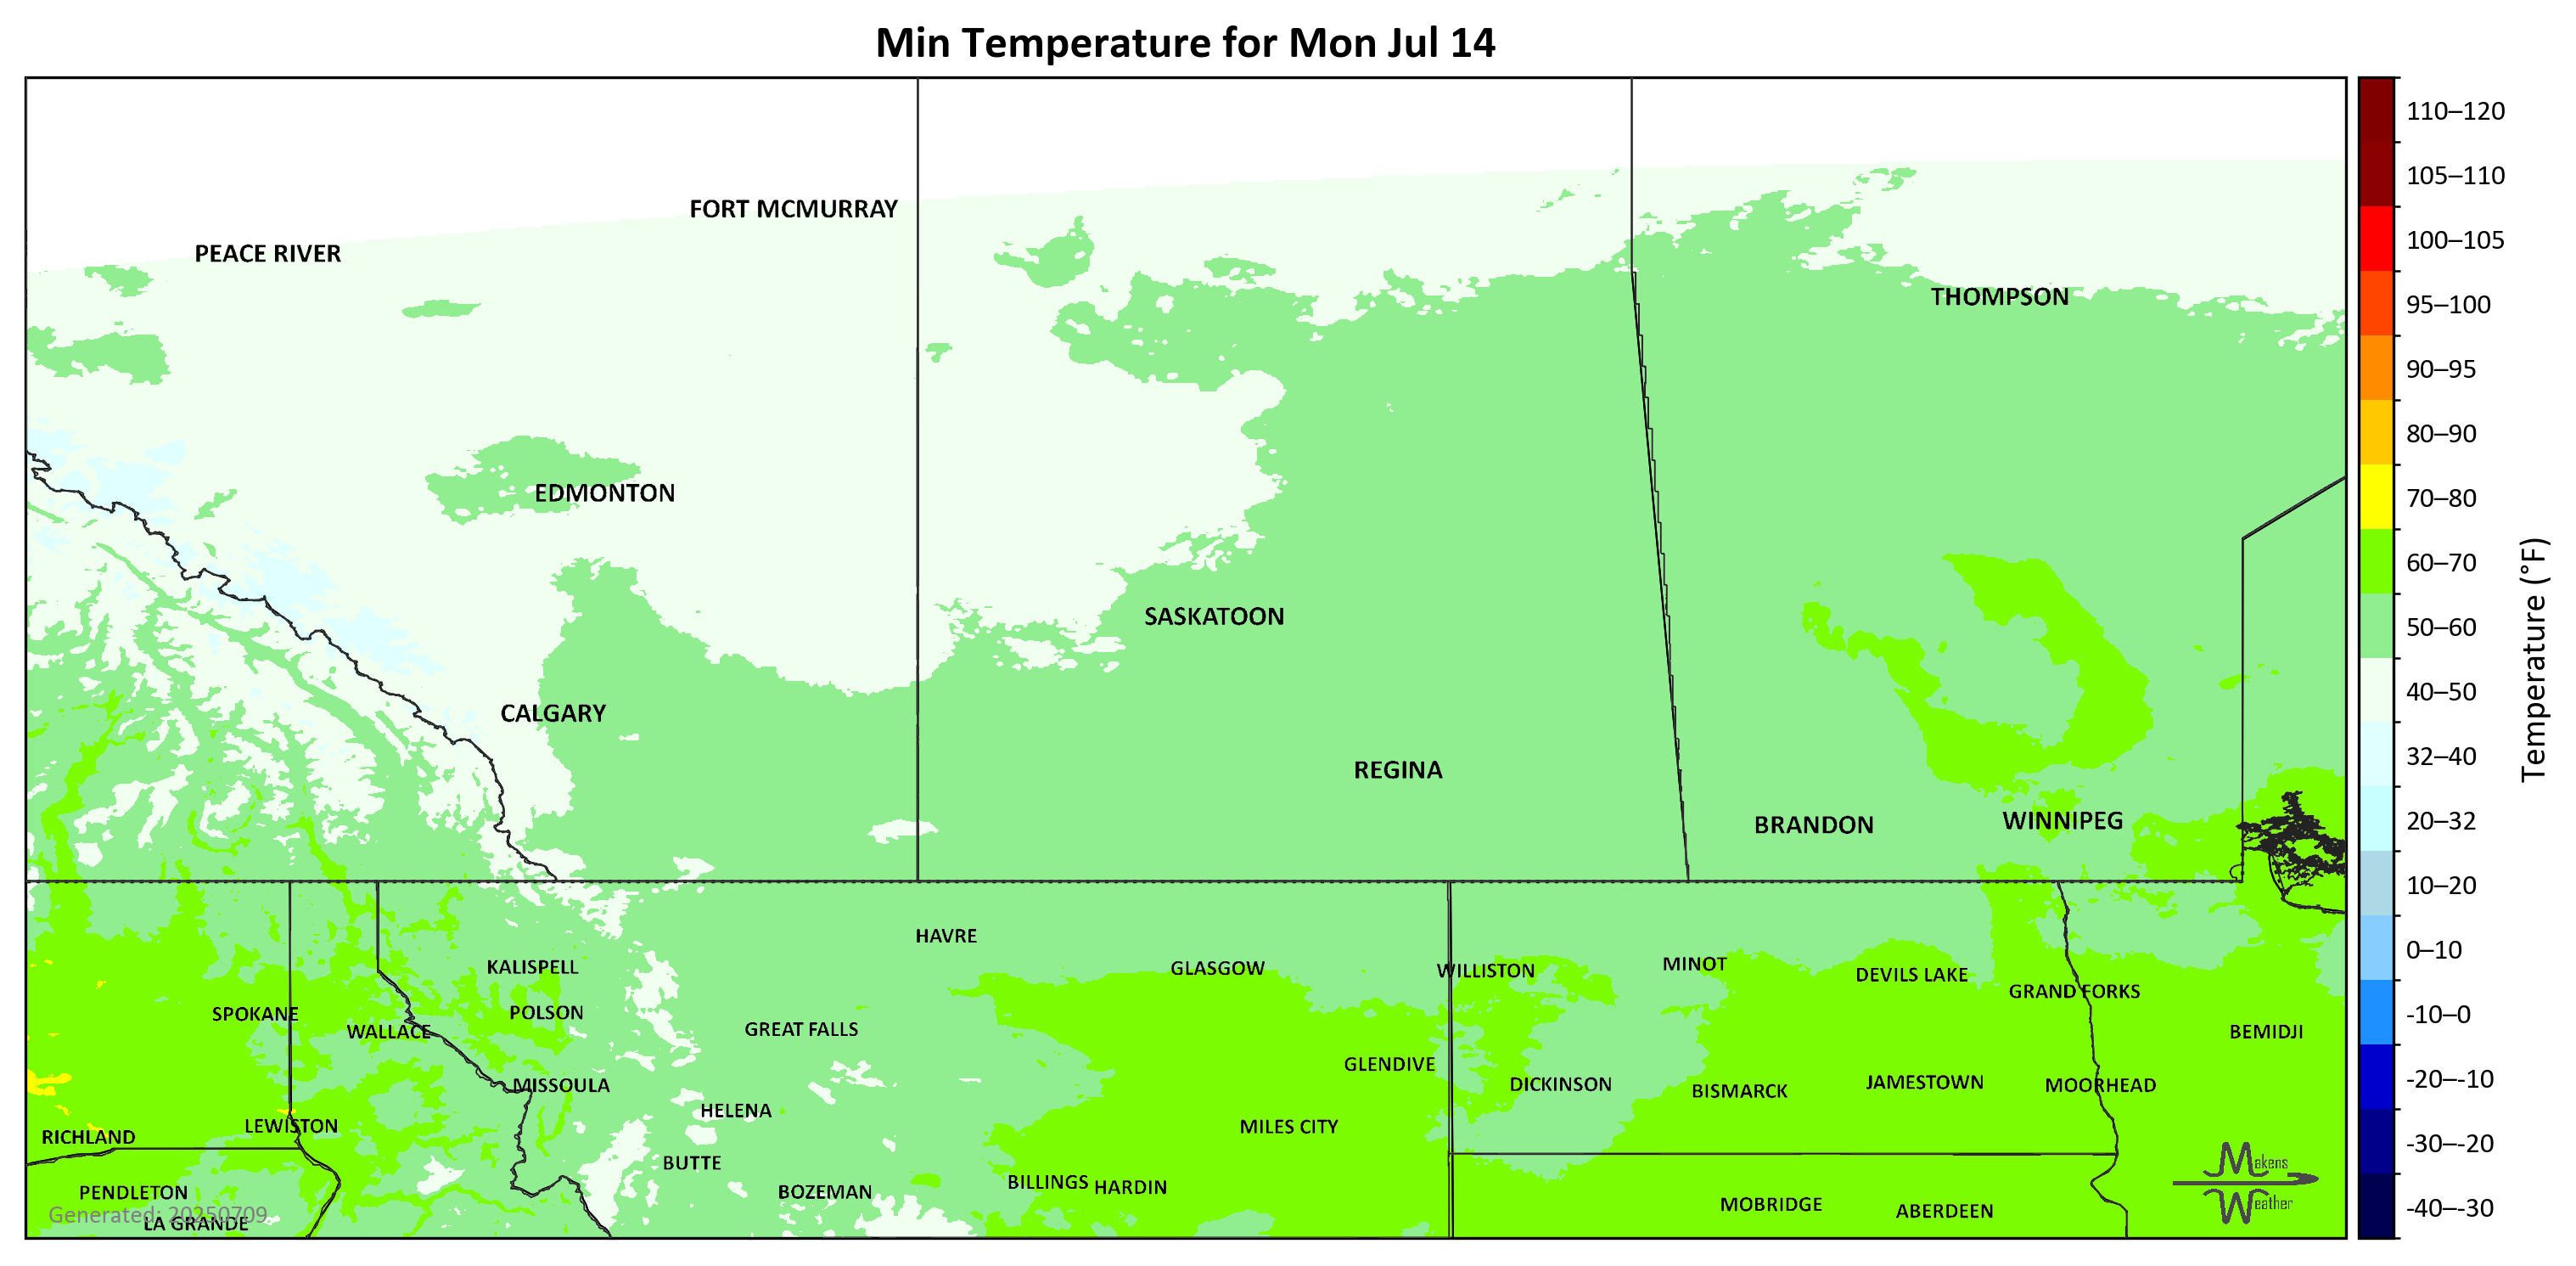 Min Temperature for Mon Jul 14
110–120
105–110
FORT MCMURRAY
100–105
PEACE RIVER
THOMPSON
95–100
90–95
80–90
EDMONTON
70–80
60–70
SASKATOON
50–60
Temperature (°F)
40–50
CALGARY
32–40
REGINA
20–32
BRANDON
WINNIPEG
10–20
HAVRE
0–10
KALISPELL
GLASGOW
WILLISTON
MINOT
DEVILS LAKE
GRAND FORKS
SPOKANE
POLSON
-10–0
WALLACE
GREAT FALLS
BEMIDJI
GLENDIVE
-20–-10
MISSOULA
DICKINSON
BISMARCK
JAMESTOWN
MOORHEAD
HELENA
LEWISTON
MILES CITY
RICHLAND
-30–-20
BUTTE
Makens
Weather
PENDLETON
BOZEMAN
BILLINGS
HARDIN
MOBRIDGE
ABERDEEN
-40–-30
Generated: 20250709
LA GRANDE